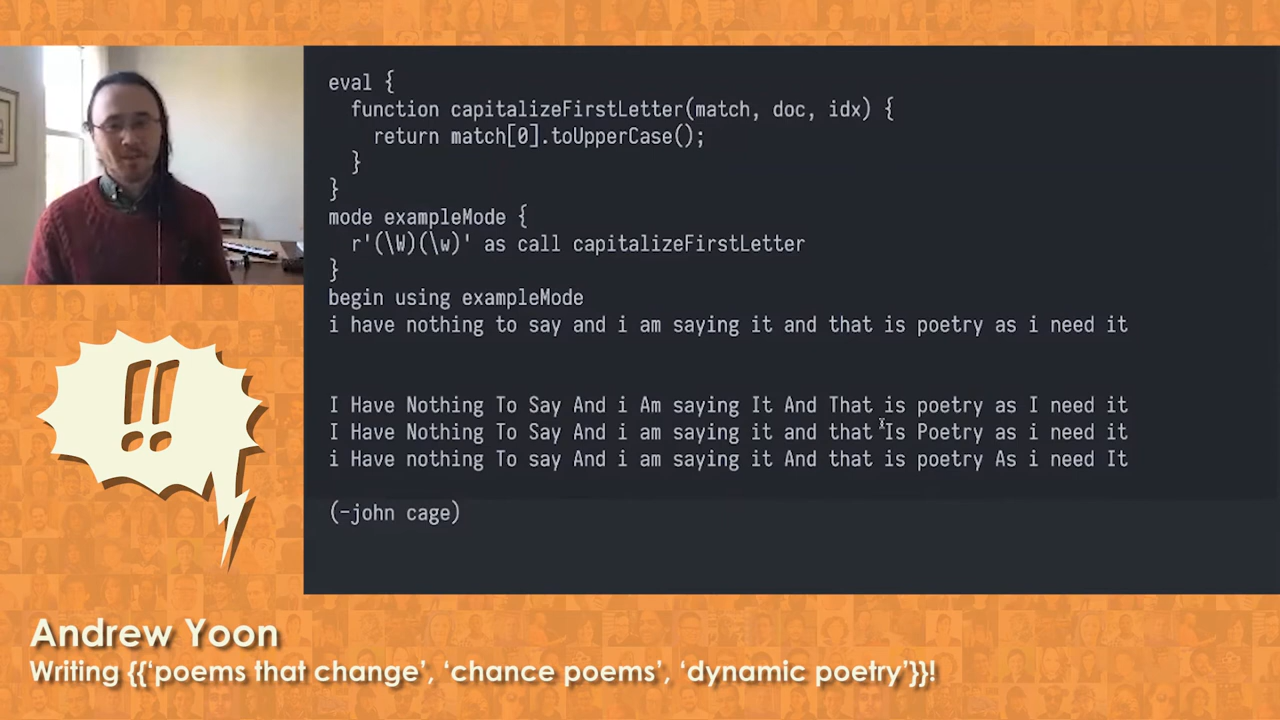 eval {
function capitalizeFirstLetter(match, doc, idx) {
return match[0].toUpperCase();
}
}
mode exampleMode {
r'(\W)(\w)' as call capitalizeFirstLetter
}
begin using exampleMode
i have nothing to say and i am saying it and that is poetry as i need it
I Have Nothing To Say And i Am saying It And That is poetry as I need it
I Have Nothing To Say And i am saying it and that Is Poetry as i need it
i Have nothing To say And i am saying it And that is poetry As i need It
(-john cage)
!!
Andrew Yoon
Writing {{‘poems that change’, ‘chance poems’, ‘dynamic poetry’}}!